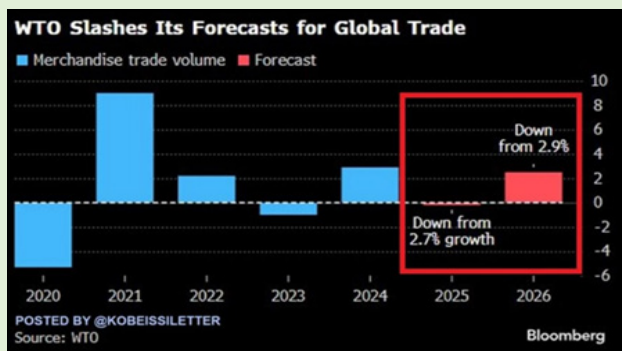 WTO Slashes Its Forecasts for Global Trade
Merchandise trade volume Forecast
10
8
6
4
2
0
-2
-4
-6
Down
from 2.9%
Down from
2.7% growth
2020 2021 2022 2023 2024 2025 2026
POSTED BY @KOBEISSILETTER
Source: WTO Bloomberg